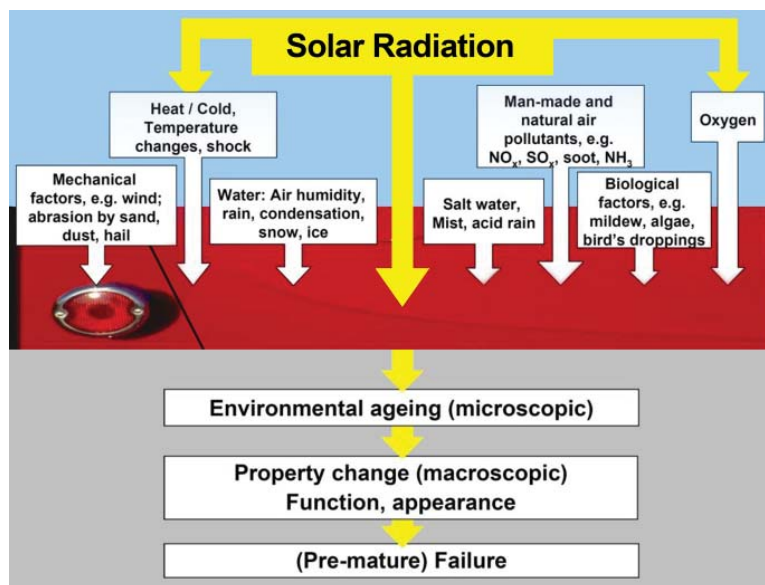 Solar Radiation
Heat / Cold,
Temperature
changes, shock
Man-made and
natural air
pollutants, e.g.
NOₓ, SOₓ, soot, NH₃
Oxygen
Mechanical
factors, e.g. wind;
abrasion by sand,
dust, hail
Water: Air humidity,
rain, condensation,
snow, ice
Salt water,
Mist, acid rain
Biological
factors, e.g.
mildew, algae,
bird's droppings
Environmental ageing (microscopic)
Property change (macroscopic)
Function, appearance
(Pre-mature) Failure